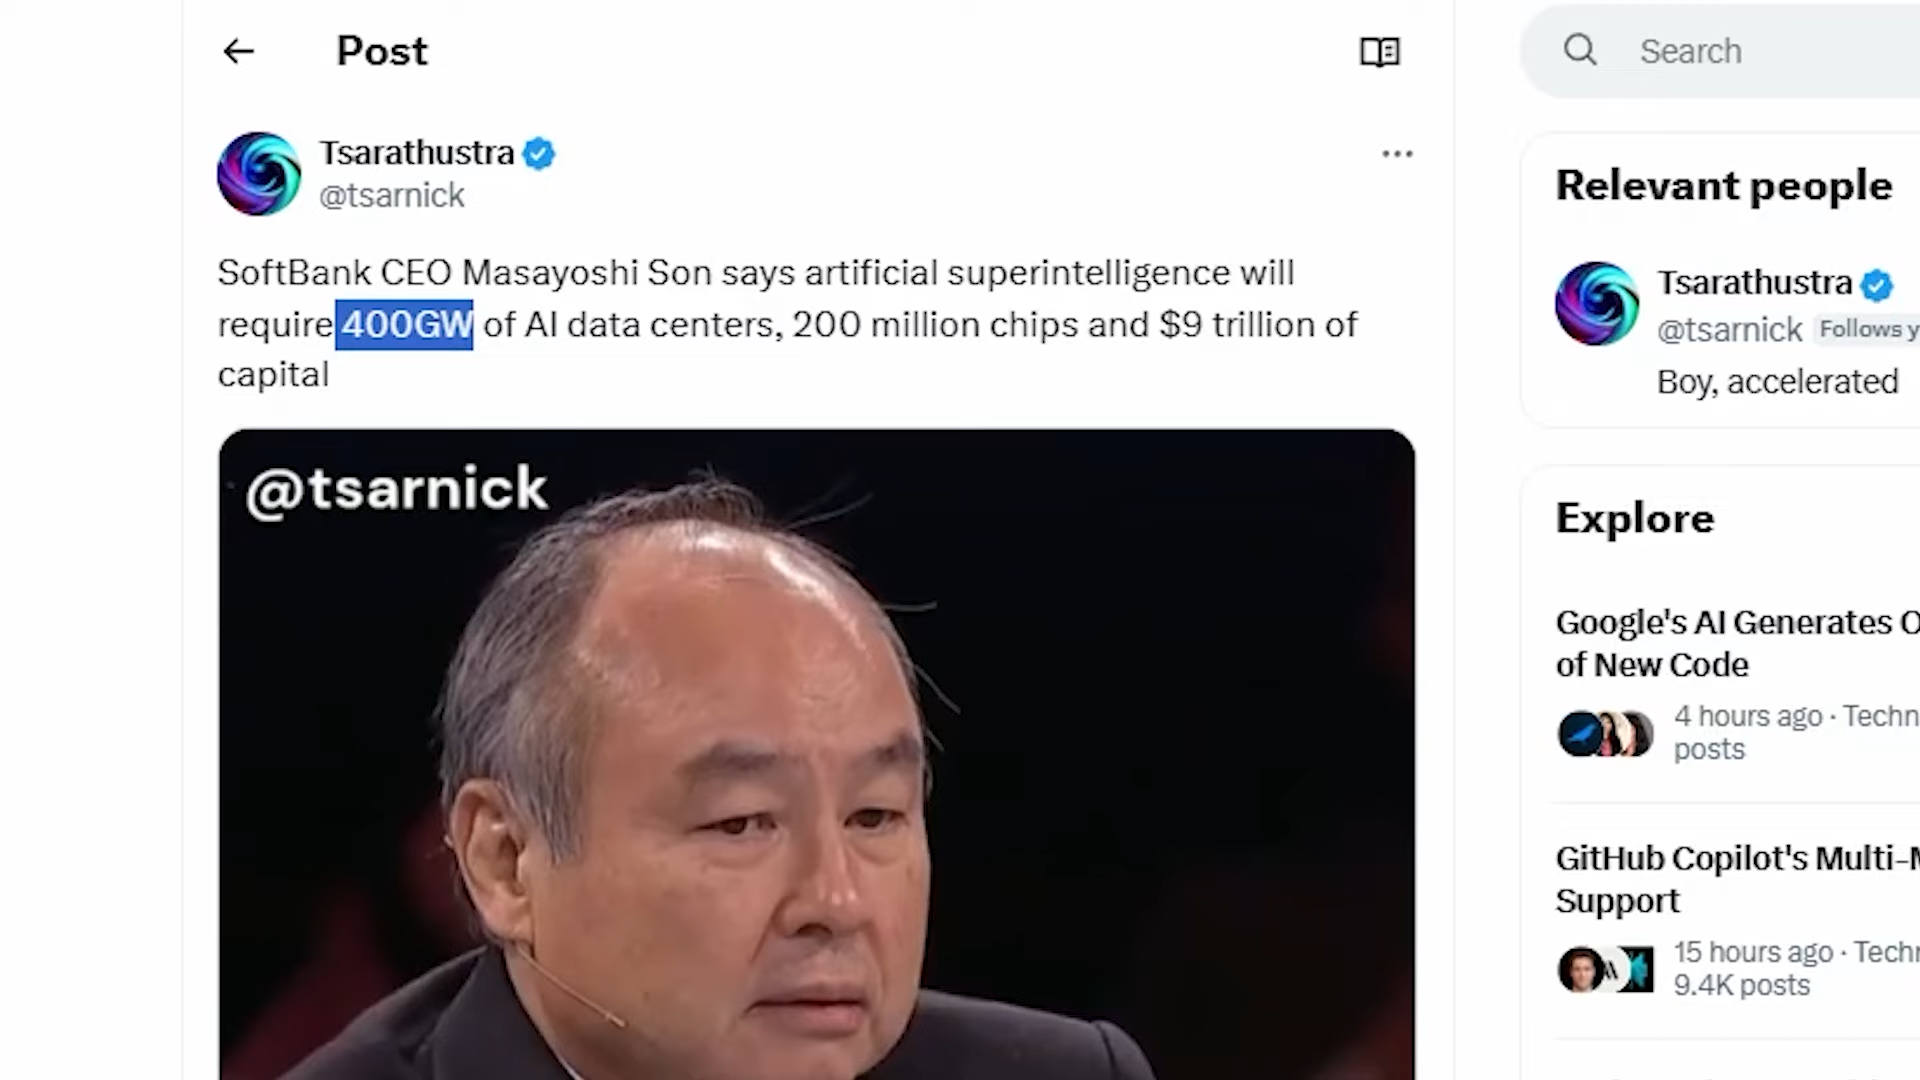 Post
Search
Tsarathustra
@tsarnick
SoftBank CEO Masayoshi Son says artificial superintelligence will
require 400GW of AI data centers, 200 million chips and $9 trillion of
capital
@tsarnick
Relevant people
Tsarathustra
@tsarnick Follows y
Boy, accelerated
Explore
Google's AI Generates O
of New Code
4 hours ago · Techn
posts
GitHub Copilot's Multi-M
Support
15 hours ago · Techn
9.4K posts